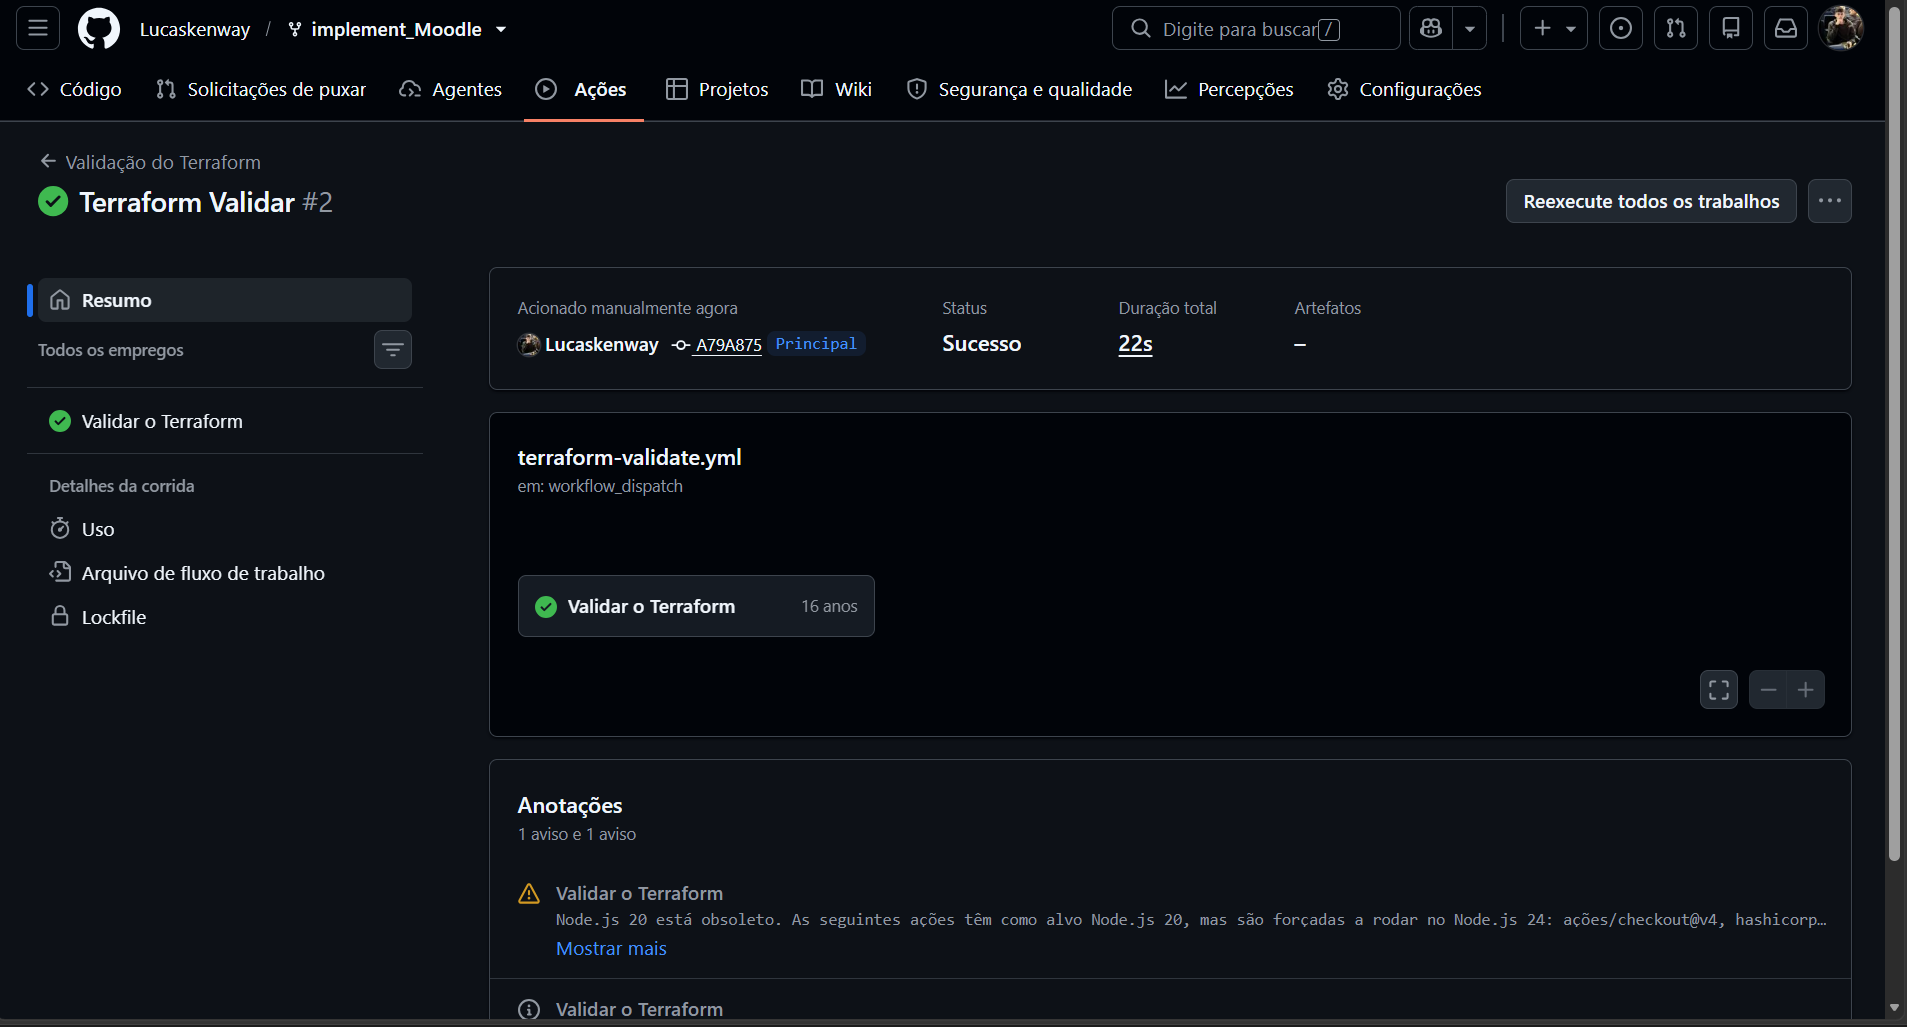 Lucaskenway / implement_Moodle
Digite para buscar /
Código
Solicitações de puxar
Agentes
Ações
Projetos
Wiki
Segurança e qualidade
Percepções
Configurações
Validação do Terraform
Terraform Validar #2
Reexecute todos os trabalhos
Resumo
Todos os empregos
Validar o Terraform
Detalhes da corrida
Uso
Arquivo de fluxo de trabalho
Lockfile
Acionado manualmente agora
Lucaskenway A79A875 Principal
Status
Sucesso
Duração total
22s
Artefatos
–
terraform-validate.yml
em: workflow_dispatch
Validar o Terraform 16 anos
Anotações
1 aviso e 1 aviso
Validar o Terraform
Node.js 20 está obsoleto. As seguintes ações têm como alvo Node.js 20, mas são forçadas a rodar no Node.js 24: ações/checkout@v4, hashicorp…
Mostrar mais
Validar o Terraform